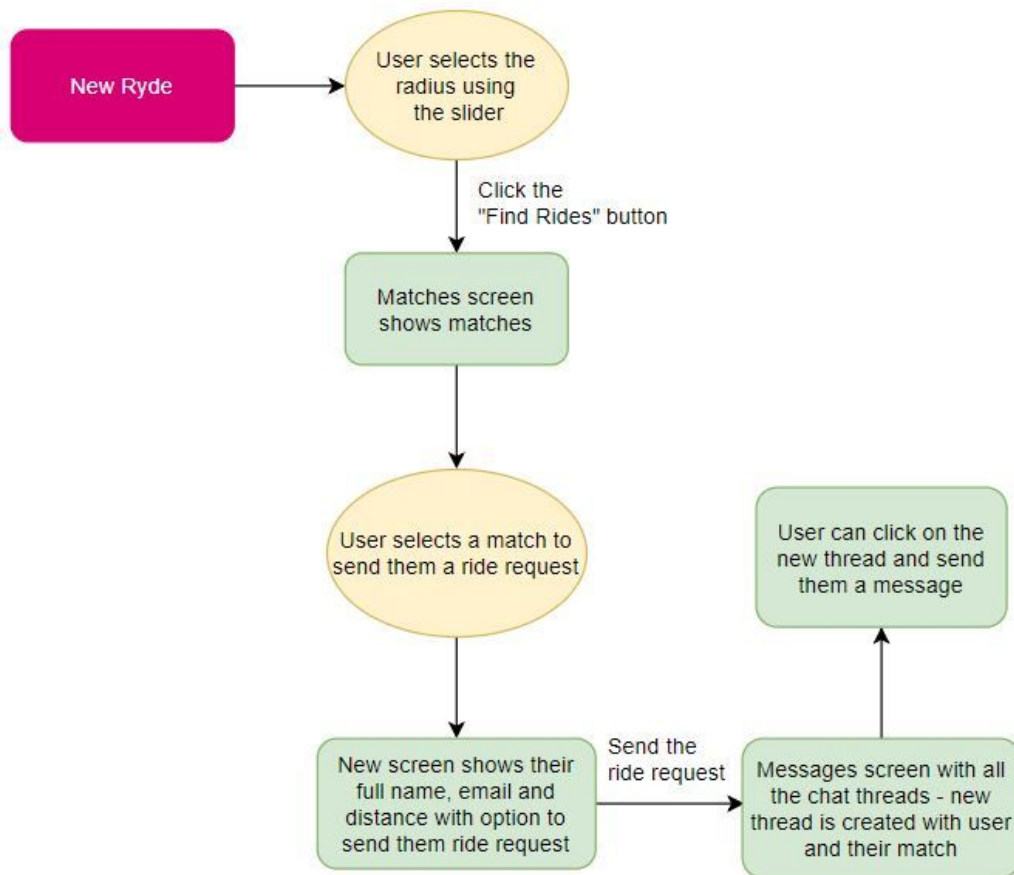 New Ryde
User selects the
radius using
the slider
Click the
"Find Rides" button
Matches screen
shows matches
User selects a match to
send them a ride request
New screen shows their
full name, email and
distance with option to
send them ride request
Send the
ride request
Messages screen with all
the chat threads - new
thread is created with user
and their match
User can click on the
new thread and send
them a message